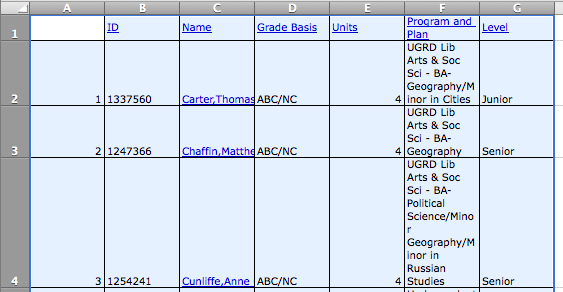 A B C D E F G
1 ID Name Grade Basis Units Program and Plan Level
UGRD Lib
Arts & Soc
Sci - BA-
Geography/M
2 1 1337560 Carter,Thomas ABC/NC 4 inor in Cities Junior
UGRD Lib
Arts & Soc
Sci - BA-
3 2 1247366 Chaffin,Matthe ABC/NC 4 Geography Senior
UGRD Lib
Arts & Soc
Sci - BA-
Political
Science/Mino
r
Geography/M
inor in
Russian
4 3 1254241 Cunliffe,Anne ABC/NC 4 Studies Senior